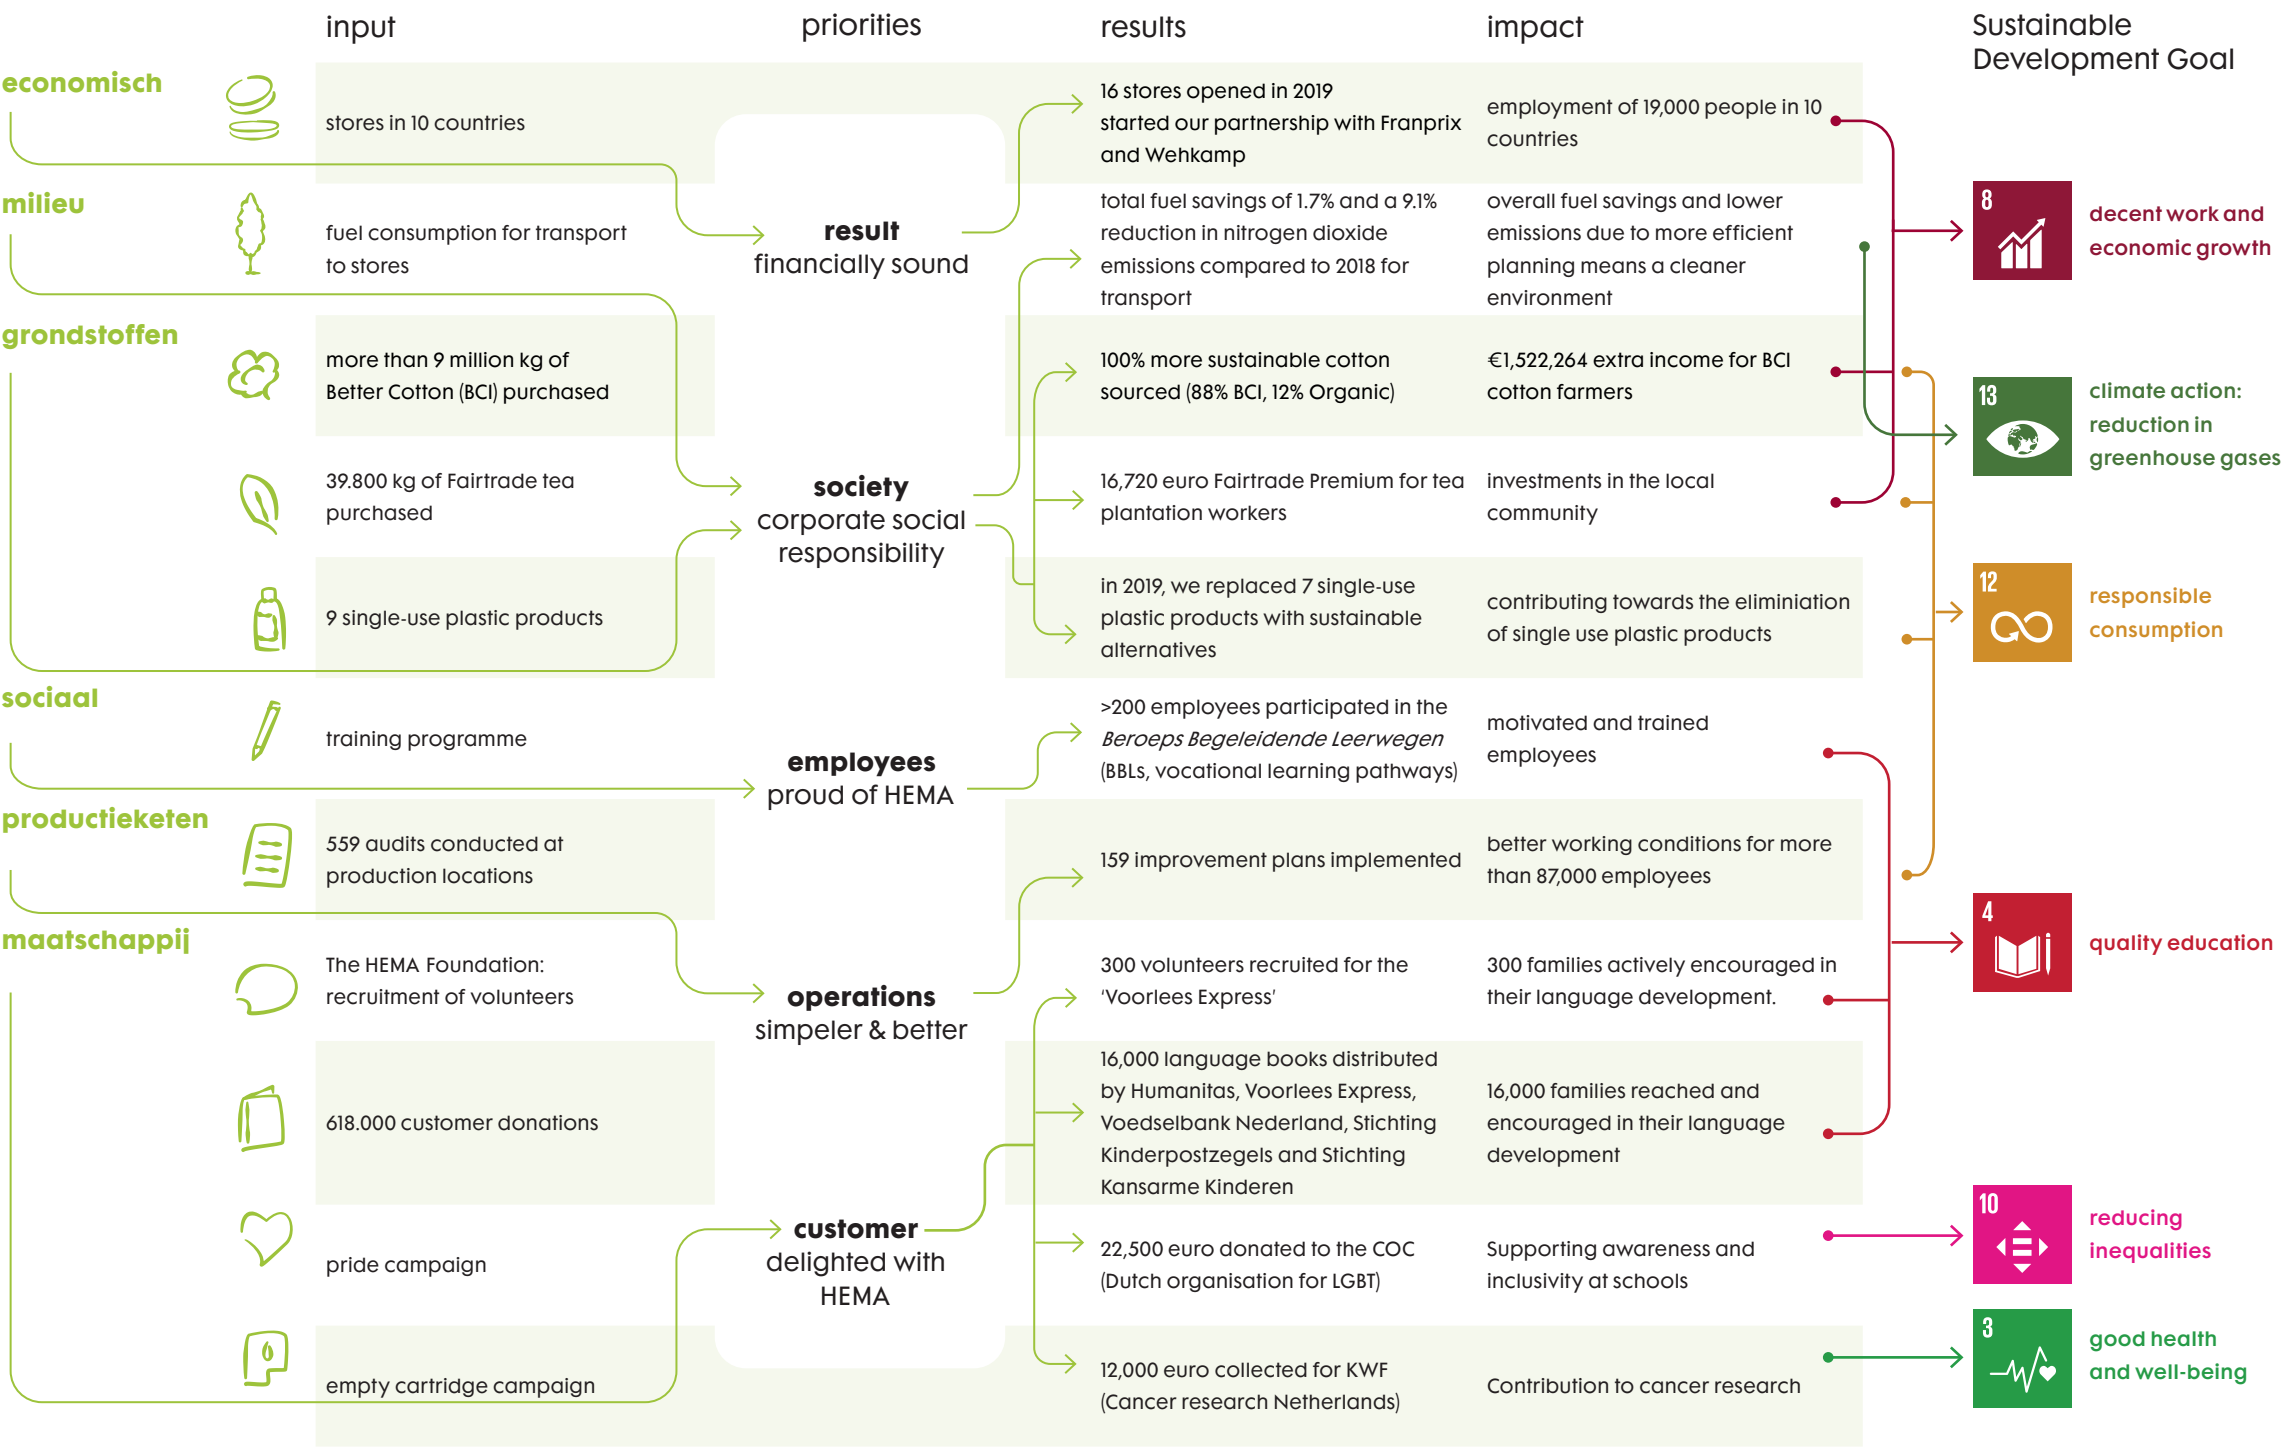 input
priorities
results
impact
Sustainable
Development Goal
economisch
stores in 10 countries
16 stores opened in 2019
started our partnership with Franprix
and Wehkamp
employment of 19,000 people in 10
countries
milieu
fuel consumption for transport
to stores
result
financially sound
total fuel savings of 1.7% and a 9.1%
reduction in nitrogen dioxide
emissions compared to 2018 for
transport
overall fuel savings and lower
emissions due to more efficient
planning means a cleaner
environment
8
decent work and
economic growth
grondstoffen
more than 9 million kg of
Better Cotton (BCI) purchased
100% more sustainable cotton
sourced (88% BCI, 12% Organic)
€1,522,264 extra income for BCI
cotton farmers
13
climate action:
reduction in
greenhouse gases
39.800 kg of Fairtrade tea
purchased
society
corporate social
responsibility
16,720 euro Fairtrade Premium for tea
plantation workers
investments in the local
community
9 single-use plastic products
in 2019, we replaced 7 single-use
plastic products with sustainable
alternatives
contributing towards the eliminiation
of single use plastic products
12
responsible
consumption
sociaal
training programme
employees
proud of HEMA
>200 employees participated in the
Beroeps Begeleidende Leerwegen
(BBLs, vocational learning pathways)
motivated and trained
employees
productieketen
559 audits conducted at
production locations
159 improvement plans implemented
better working conditions for more
than 87,000 employees
4
quality education
maatschappij
The HEMA Foundation:
recruitment of volunteers
operations
simpeler & better
300 volunteers recruited for the
'Voorlees Express'
300 families actively encouraged in
their language development.
618.000 customer donations
16,000 language books distributed
by Humanitas, Voorlees Express,
Voedselbank Nederland, Stichting
Kinderpostzegels and Stichting
Kansarme Kinderen
16,000 families reached and
encouraged in their language
development
pride campaign
customer
delighted with
HEMA
22,500 euro donated to the COC
(Dutch organisation for LGBT)
Supporting awareness and
inclusivity at schools
10
reducing
inequalities
empty cartridge campaign
12,000 euro collected for KWF
(Cancer research Netherlands)
Contribution to cancer research
3
good health
and well-being